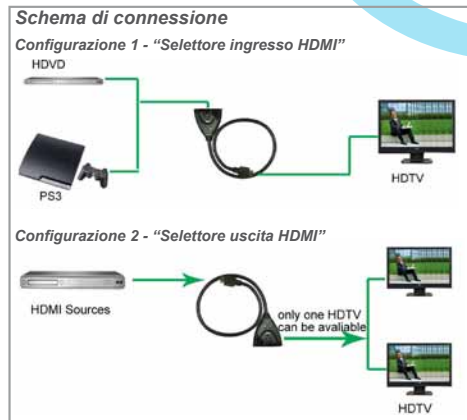 Schema di connessione
Configurazione 1 - “Selettore ingresso HDMI”
HDVD
PS3
HDTV
Configurazione 2 - “Selettore uscita HDMI”
HDMI Sources
only one HDTV
can be avaliable
HDTV